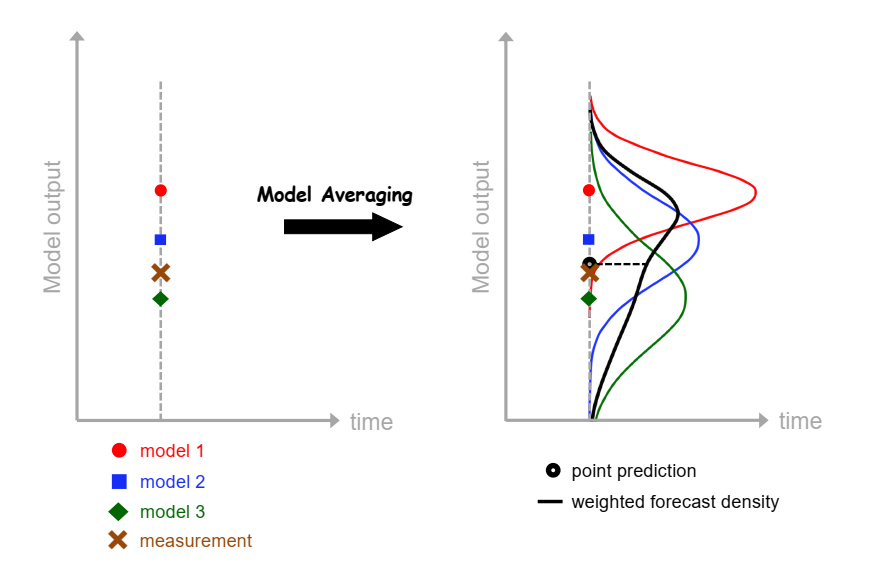 Model output
time
model 1
model 2
model 3
measurement
Model Averaging
Model output
time
point prediction
weighted forecast density